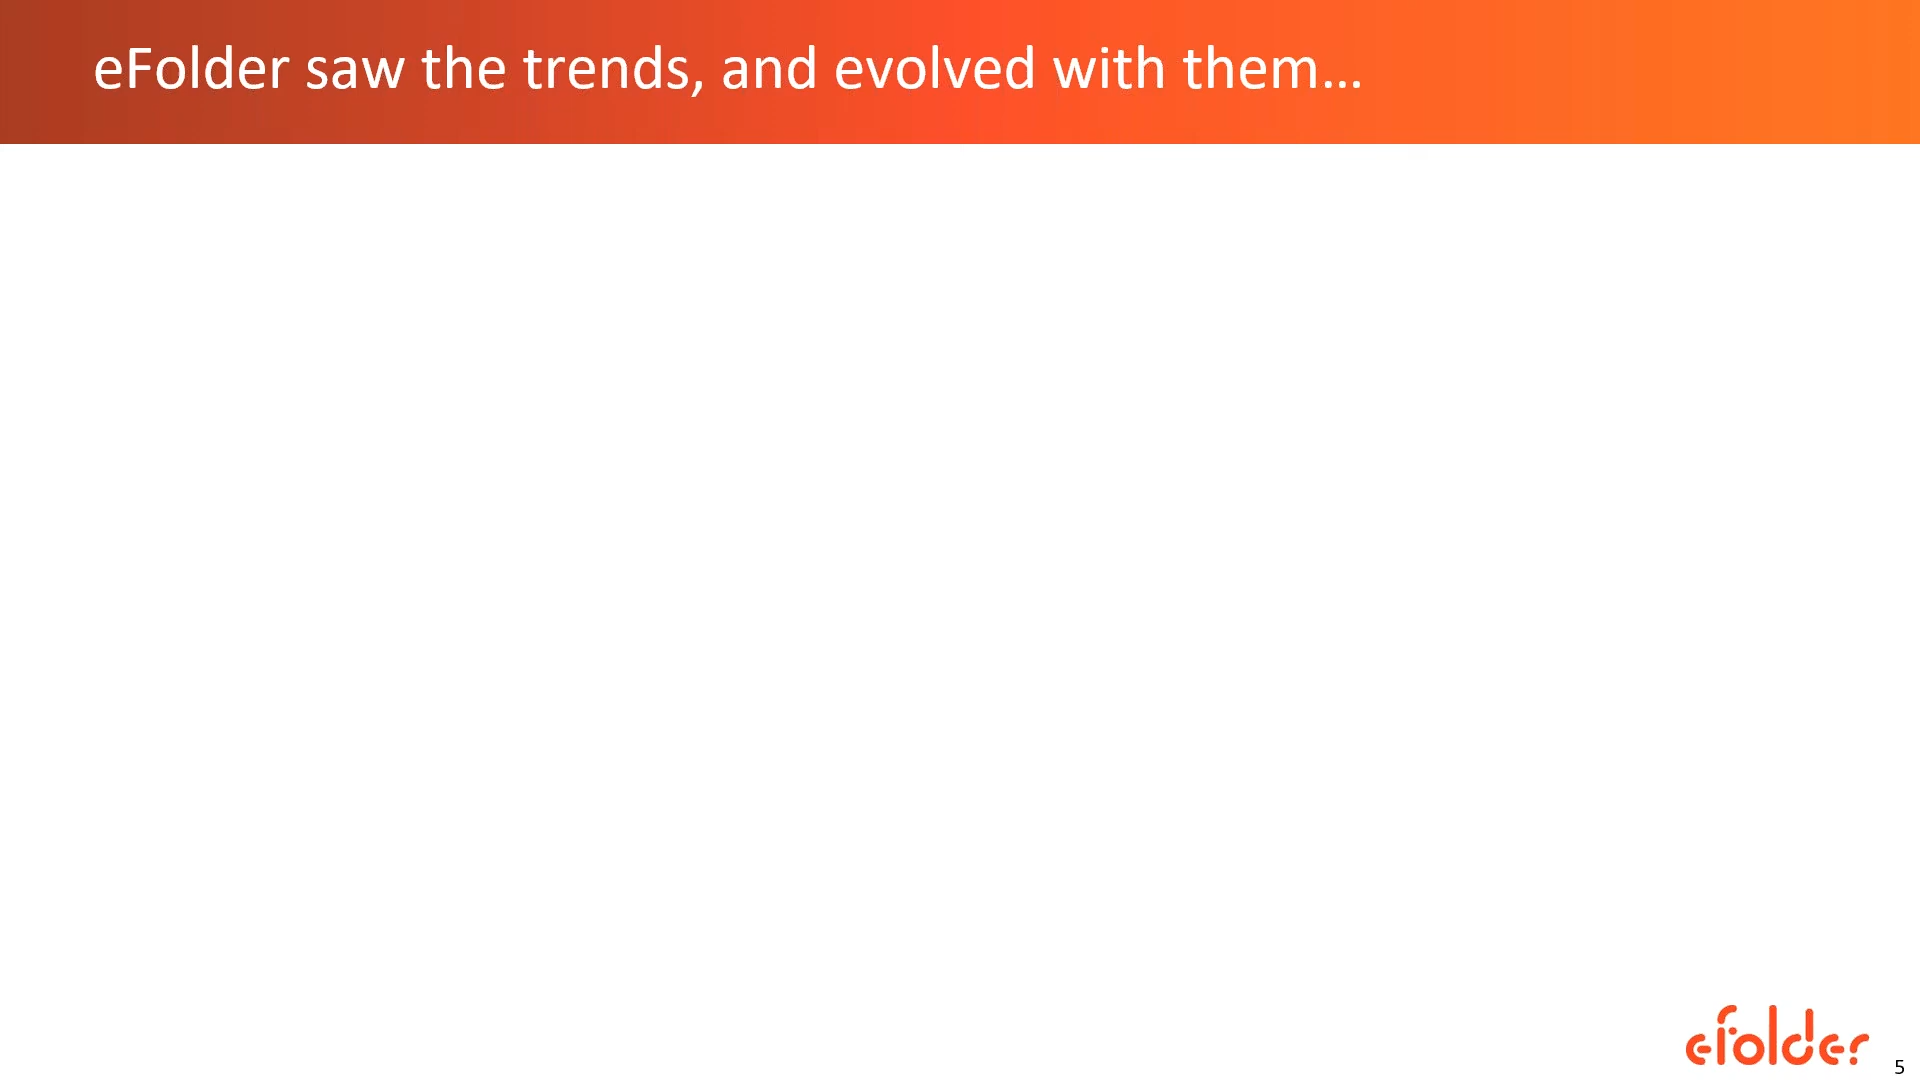 eFolder saw the trends, and evolved with them…
efolder
5